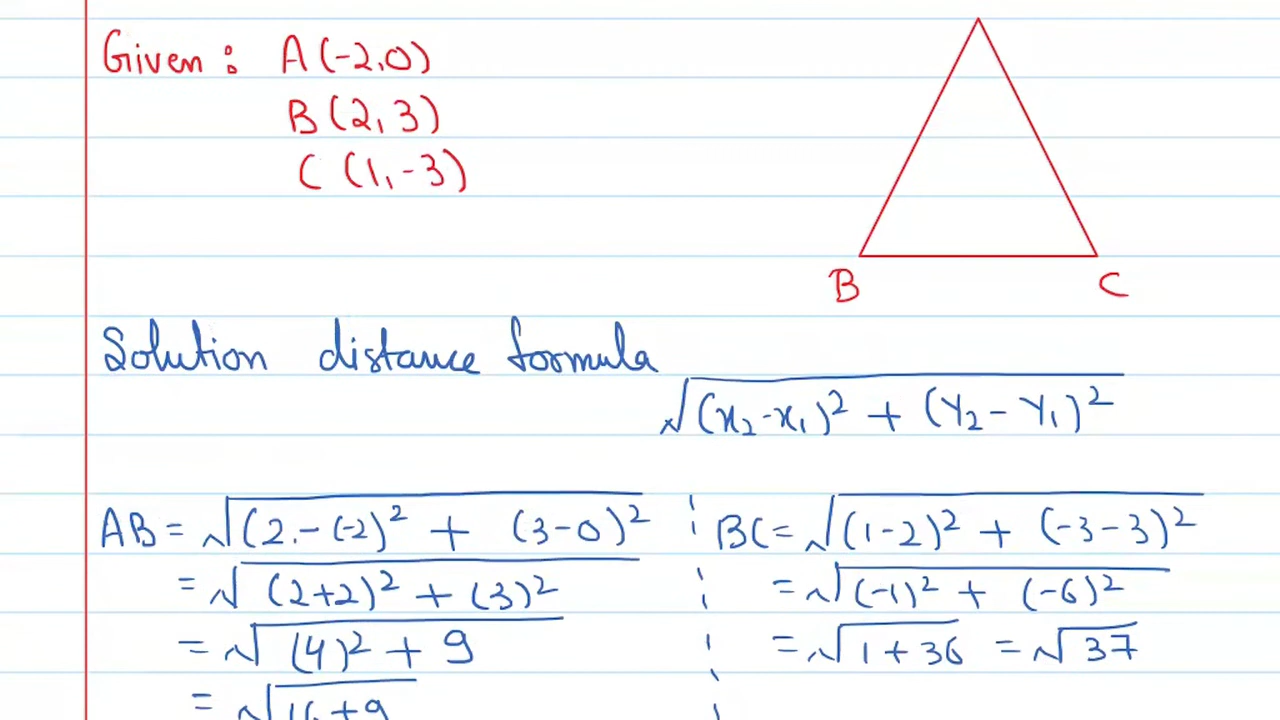 Given : A (-2,0)
B (2, 3)
C (1, -3)
B
C
Solution distance formula
√(x₂-x₁)² + (Y₂ - Y₁)²
AB = √(2 - (-2)² + (3-0)²
= √(2+2)² + (3)²
= √(4)² + 9
= √16 + 9
BC = √(1-2)² + (-3-3)²
= √(-1)² + (-6)²
= √1+36 = √37